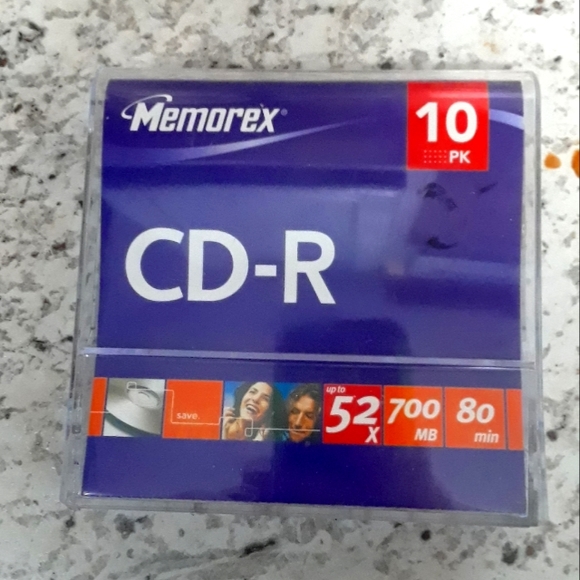 Memorex®
10
PK
CD-R
save.
up to
52
X
700
MB
80
min